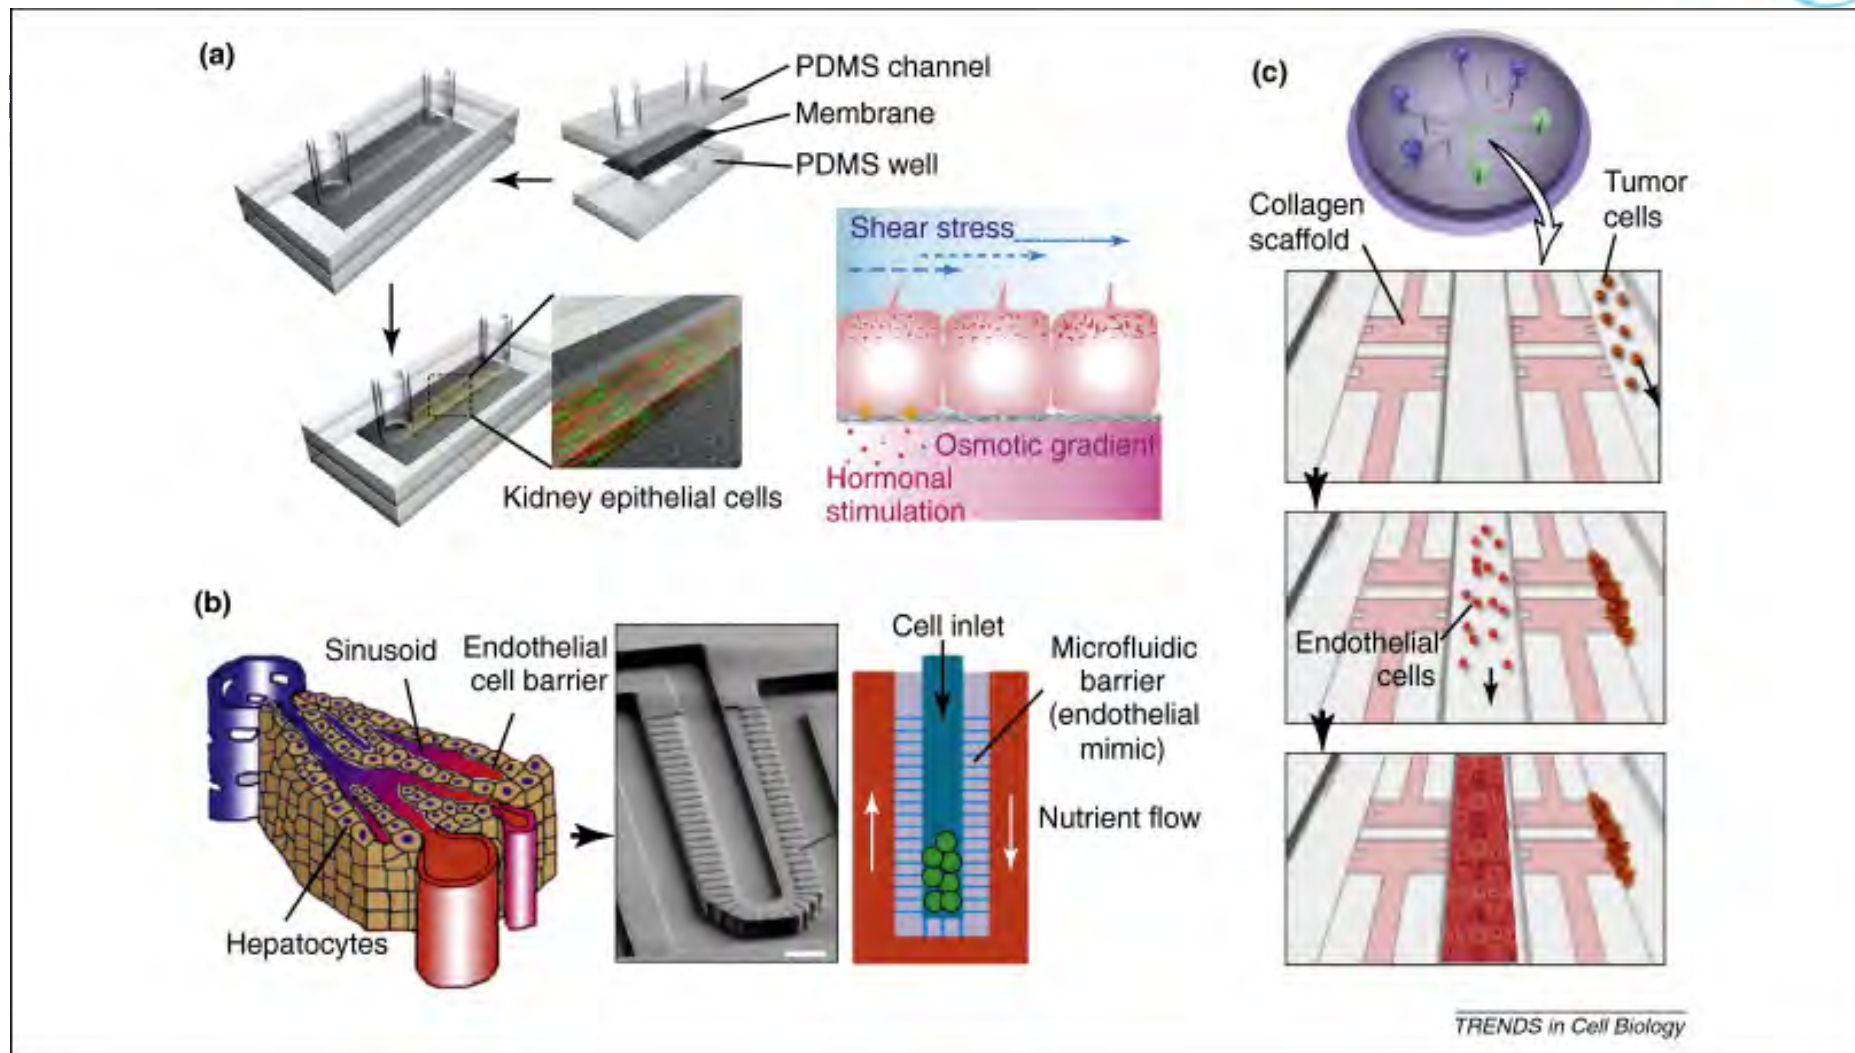 (a)
PDMS channel
Membrane
PDMS well
Shear stress
Osmotic gradient
Hormonal
stimulation
Kidney epithelial cells
(b)
Sinusoid
Endothelial
cell barrier
Hepatocytes
Cell inlet
Microfluidic
barrier
(endothelial
mimic)
Nutrient flow
(c)
Collagen
scaffold
Tumor
cells
Endothelial
cells
TRENDS in Cell Biology